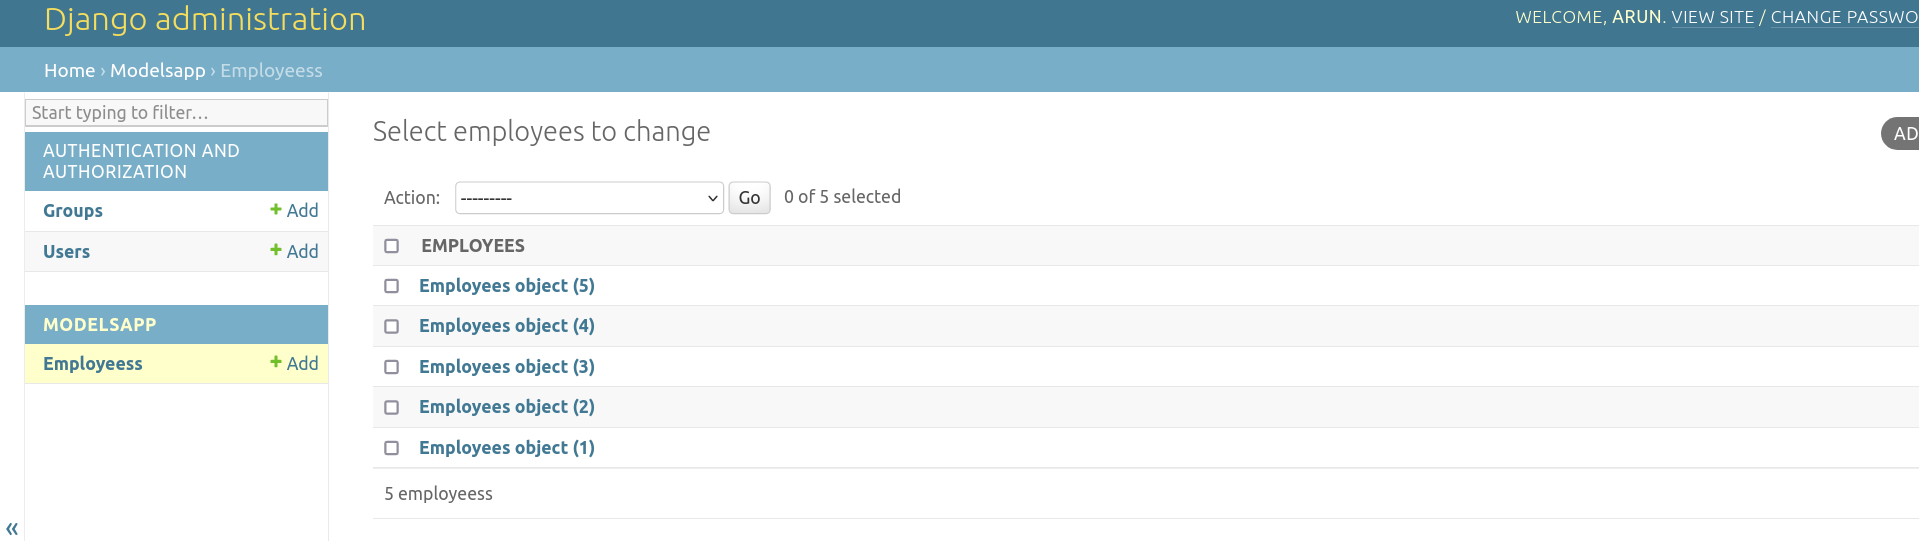 Django administration
WELCOME, ARUN. VIEW SITE / CHANGE PASSWO
Home › Modelsapp › Employeess
Start typing to filter…
AUTHENTICATION AND
AUTHORIZATION
Groups + Add
Users + Add
MODELSAPP
Employeess + Add
«
Select employees to change
AD
Action: --------- Go 0 of 5 selected
EMPLOYEES
Employees object (5)
Employees object (4)
Employees object (3)
Employees object (2)
Employees object (1)
5 employeess